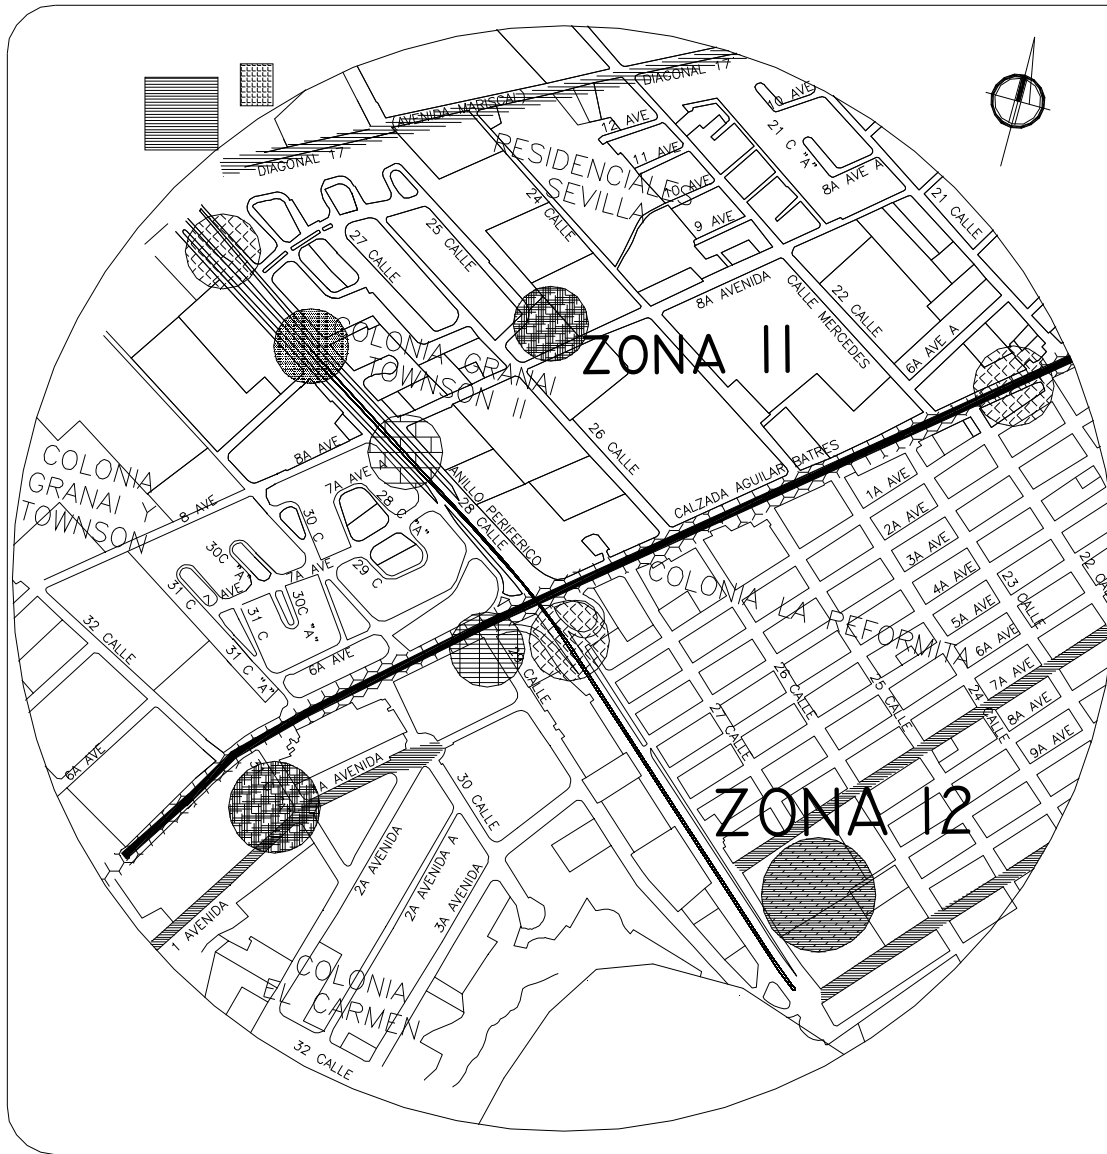 DIAGONAL 17
(AVENIDA MARISCAL)
DIAGONAL 17
10 AVE
12 AVE
21 C "A"
11 AVE
RESIDENCIALES
SEVILLA
10 AVE
8A AVE A
9 AVE
21 CALLE
24 CALLE
25 CALLE
27 CALLE
8A AVENIDA
CALLE MERCEDES
22 CALLE
6A AVE A
COLONIA GRANAI
TOWNSON II
ZONA 11
26 CALLE
CALZADA AGUILAR BATRES
8A AVE
7A AVE
28 C "A"
ANILLO PERIFERICO
28 CALLE
COLONIA
GRANAI Y
TOWNSON
8 AVE
30 C
30C "A"
7A AVE
29 C
31 C
7 AVE
30C "A"
31 C
31 C "A"
6A AVE
32 CALLE
6A AVE
1A AVE
2A AVE
3A AVE
4A AVE
5A AVE
6A AVE
7A AVE
8A AVE
9A AVE
22 CALLE
23 CALLE
24 CALLE
25 CALLE
26 CALLE
27 CALLE
COLONIA LA REFORMITA
CALLE
A AVENIDA
30 CALLE
ZONA 12
2A AVENIDA
2A AVENIDA A
3A AVENIDA
1 AVENIDA
COLONIA
EL CARMEN
32 CALLE